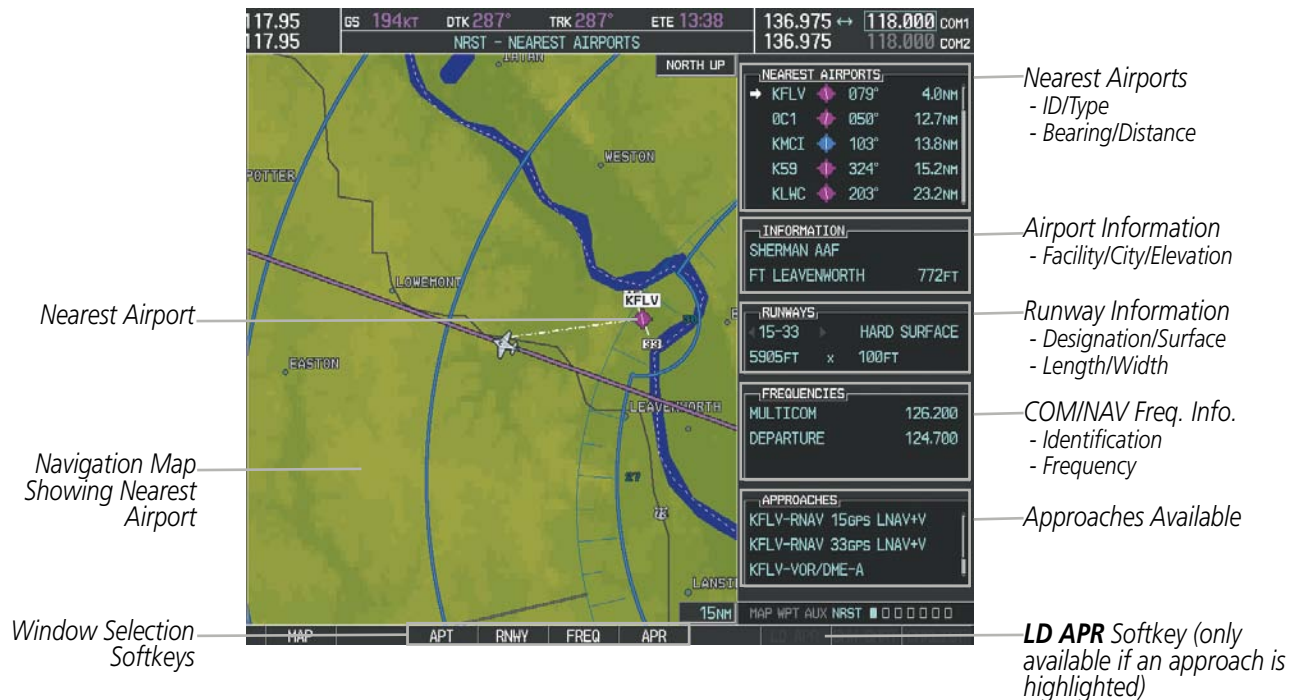 117.95 GS 194KT DTK 287° TRK 287° ETE 13:38 136.975 ↔ 118.000 COM1
117.95 NRST - NEAREST AIRPORTS 136.975 118.000 COM2
NORTH UP
WESTON
POTTER
LOWEMONT
KFLV
33
EASTON
LEAVENWORTH
27
LANSI
15NM
NEAREST AIRPORTS
KFLV 079° 4.0NM
0C1 050° 12.7NM
KMCI 103° 13.8NM
K59 324° 15.2NM
KLWC 203° 23.2NM
INFORMATION
SHERMAN AAF
FT LEAVENWORTH 772FT
RUNWAYS
15-33 HARD SURFACE
5905FT x 100FT
FREQUENCIES
MULTICOM 126.200
DEPARTURE 124.700
APPROACHES
KFLV-RNAV 15GPS LNAV+V
KFLV-RNAV 33GPS LNAV+V
KFLV-VOR/DME-A
MAP WPT AUX NRST
MAP APT RNWY FREQ APR LD APR
Nearest Airport
Navigation Map
Showing Nearest
Airport
Window Selection
Softkeys
Nearest Airports
- ID/Type
- Bearing/Distance
Airport Information
- Facility/City/Elevation
Runway Information
- Designation/Surface
- Length/Width
COM/NAV Freq. Info.
- Identification
- Frequency
Approaches Available
LD APR Softkey (only
available if an approach is
highlighted)